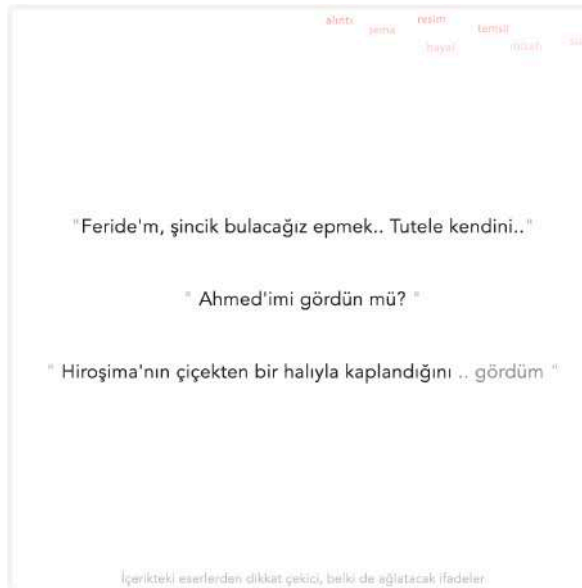 alıntı
resim
sema
temsil
hayal
mizah
"Feride'm, şincik bulacağız epmek.. Tutele kendini.."
" Ahmed'imi gördün mü? "
" Hiroşima'nın çiçekten bir halıyla kaplandığını .. gördüm "
İçerikteki eserlerden dikkat çekici, belki de ağlatacak ifadeler